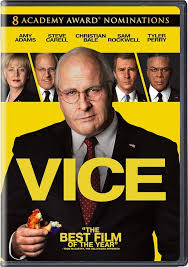 8 ACADEMY AWARD® NOMINATIONS
AMY ADAMS STEVE CARELL CHRISTIAN BALE SAM ROCKWELL TYLER PERRY
VICE
"THE
BEST FILM
OF THE YEAR"